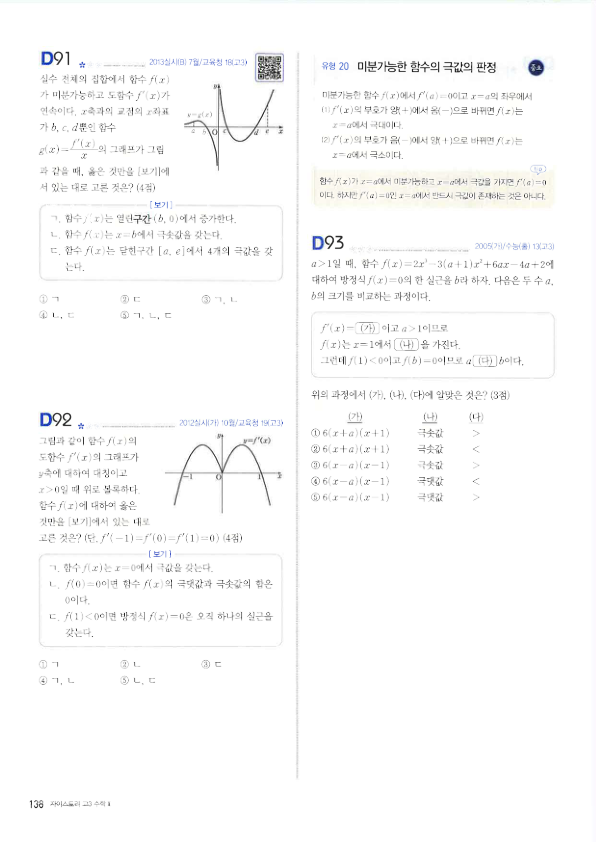 D91
2013실시(B) 7월/교육청 18(고3)
실수 전체의 집합에서 함수 f(x)
가 미분가능하고 도함수 f′(x)가
연속이다. x축과의 교점의 x좌표
가 b, c, d뿐인 함수
g(x)=f′(x)/x의 그래프가 그림
과 같을 때, 옳은 것만을 [보기]에
서 있는 대로 고른 것은? (4점)
y=g(x)
y
a b O c d e x
[보기]
ㄱ. 함수 f(x)는 열린구간 (b, 0)에서 증가한다.
ㄴ. 함수 f(x)는 x=b에서 극솟값을 갖는다.
ㄷ. 함수 f(x)는 닫힌구간 [a, e]에서 4개의 극값을 갖
는다.
① ㄱ ② ㄷ ③ ㄱ, ㄴ
④ ㄴ, ㄷ ⑤ ㄱ, ㄴ, ㄷ
D92
2012실시(가) 10월/교육청 19(고3)
그림과 같이 함수 f(x)의
도함수 f′(x)의 그래프가
y축에 대하여 대칭이고
x>0일 때 위로 볼록하다.
함수 f(x)에 대하여 옳은
것만을 [보기]에서 있는 대로
고른 것은? (단, f′(-1)=f′(0)=f′(1)=0) (4점)
y
y=f′(x)
-1 O 1 x
[보기]
ㄱ. 함수 f(x)는 x=0에서 극값을 갖는다.
ㄴ. f(0)=0이면 함수 f(x)의 극댓값과 극솟값의 합은
0이다.
ㄷ. f(1)<0이면 방정식 f(x)=0은 오직 하나의 실근을
갖는다.
① ㄱ ② ㄴ ③ ㄷ
④ ㄱ, ㄴ ⑤ ㄴ, ㄷ
138 자이스토리 고3 수학 Ⅱ
유형 20 미분가능한 함수의 극값의 판정
중요
미분가능한 함수 f(x)에서 f′(a)=0이고 x=a의 좌우에서
(1) f′(x)의 부호가 양(+)에서 음(-)으로 바뀌면 f(x)는
x=a에서 극대이다.
(2) f′(x)의 부호가 음(-)에서 양(+)으로 바뀌면 f(x)는
x=a에서 극소이다.
함수 f(x)가 x=a에서 미분가능하고 x=a에서 극값을 가지면 f′(a)=0
이다. 하지만 f′(a)=0인 x=a에서 반드시 극값이 존재하는 것은 아니다.
D93
2005(가)/수능(홀) 13(고3)
a>1일 때, 함수 f(x)=2x³-3(a+1)x²+6ax-4a+2에
대하여 방정식 f(x)=0의 한 실근을 b라 하자. 다음은 두 수 a,
b의 크기를 비교하는 과정이다.
f′(x)= (가) 이고 a>1이므로
f(x)는 x=1에서 (나) 을 가진다.
그런데 f(1)<0이고 f(b)=0이므로 a (다) b이다.
위의 과정에서 (가), (나), (다)에 알맞은 것은? (3점)
(가) (나) (다)
① 6(x+a)(x+1) 극솟값 >
② 6(x+a)(x+1) 극솟값 <
③ 6(x-a)(x-1) 극솟값 >
④ 6(x-a)(x-1) 극댓값 <
⑤ 6(x-a)(x-1) 극댓값 >